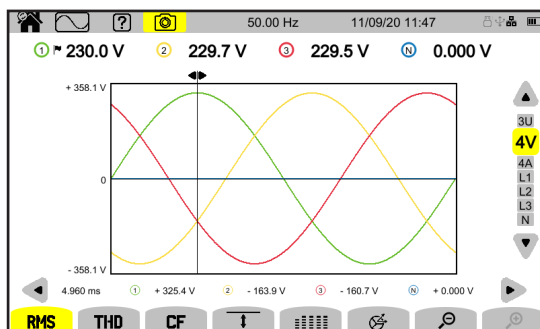 ? 50.00 Hz 11/09/20 11:47
1 230.0 V 2 229.7 V 3 229.5 V N 0.000 V
+ 358.1 V
0
- 358.1 V
3U
4V
4A
L1
L2
L3
N
4.960 ms 1 + 325.4 V 2 - 163.9 V 3 - 160.7 V N + 0.000 V
RMS THD CF